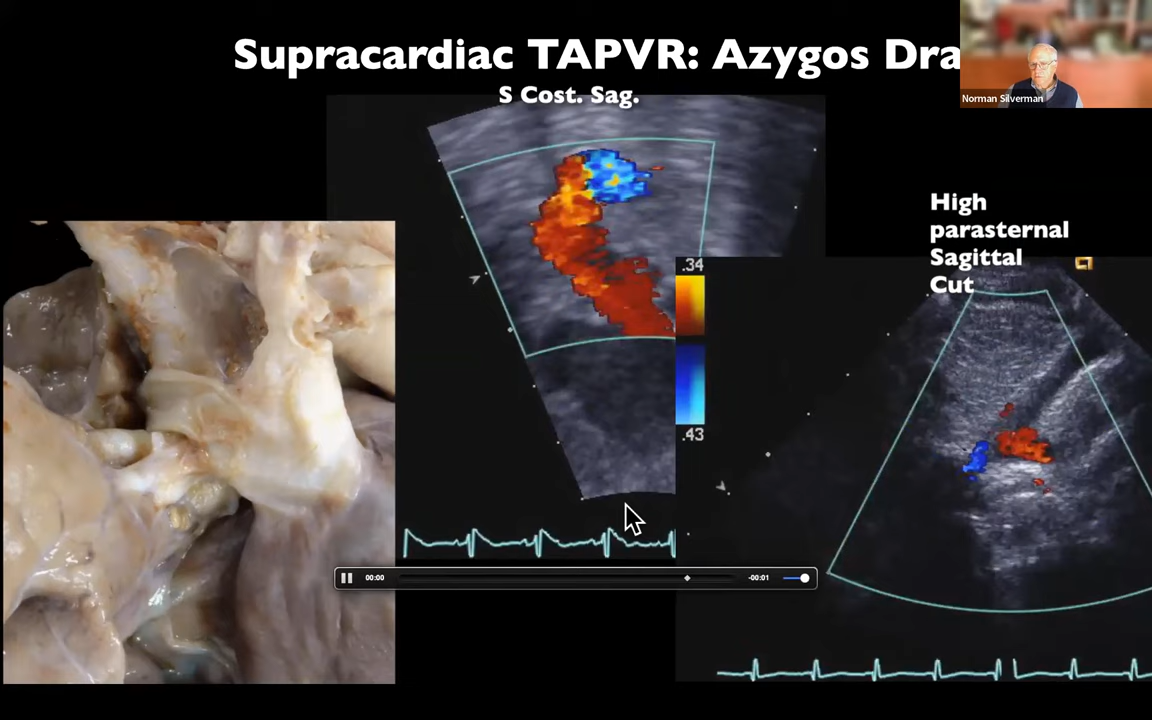 Supracardiac TAPVR: Azygos Dra
S Cost. Sag.
Norman Silverman
High
parasternal
Sagittal
Cut
.34
.43
00:00
-00:01